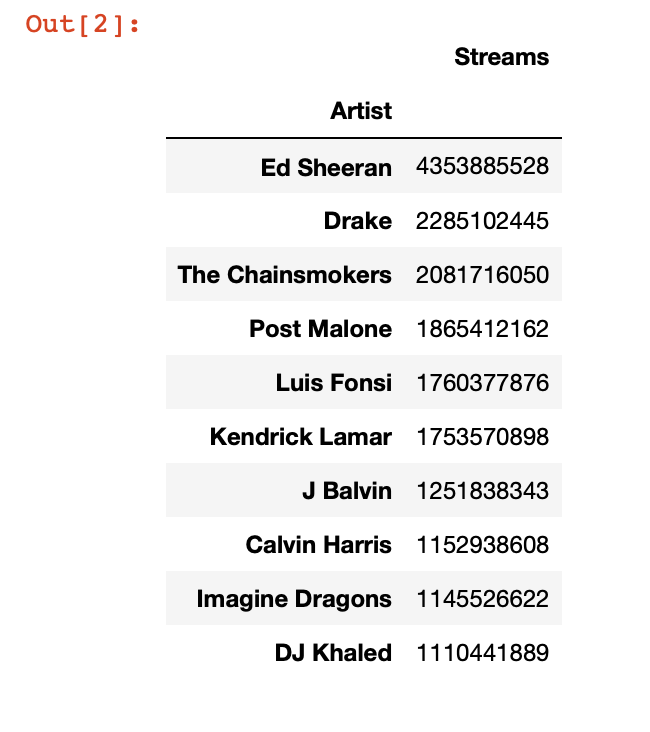 Out[2]:
Streams
Artist
Ed Sheeran 4353885528
Drake 2285102445
The Chainsmokers 2081716050
Post Malone 1865412162
Luis Fonsi 1760377876
Kendrick Lamar 1753570898
J Balvin 1251838343
Calvin Harris 1152938608
Imagine Dragons 1145526622
DJ Khaled 1110441889